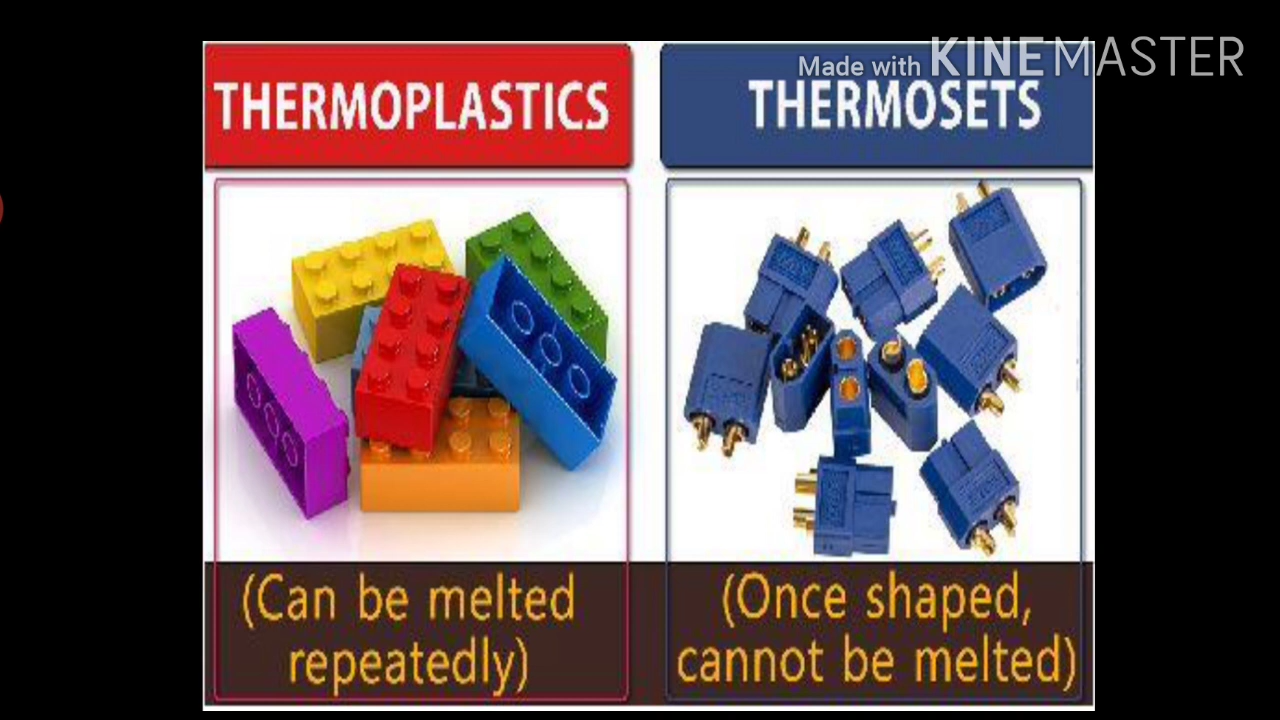 Made with KINEMASTER
THERMOPLASTICS
THERMOSETS
(Can be melted
repeatedly)
(Once shaped,
cannot be melted)